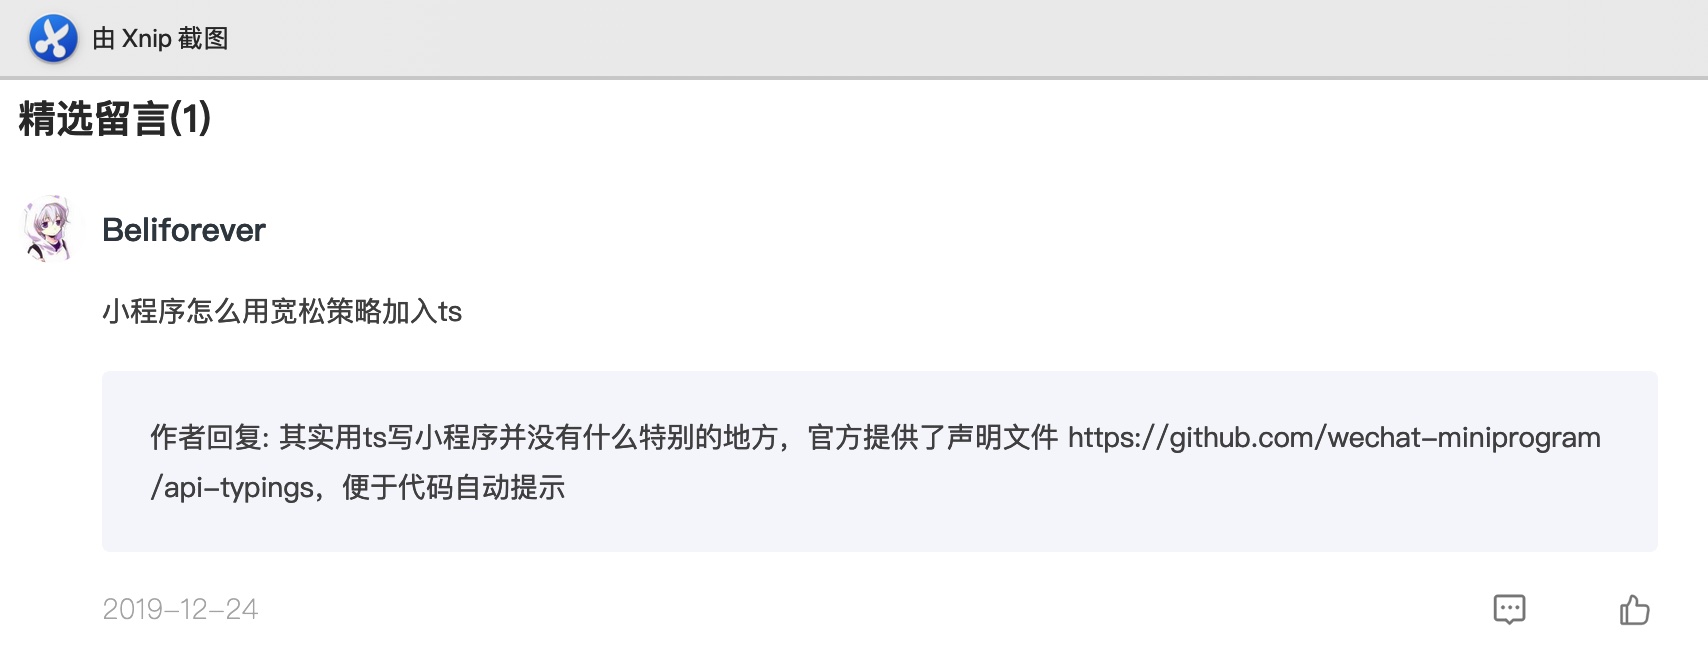 由 Xnip 截图
精选留言(1)
Beliforever
小程序怎么用宽松策略加入ts
作者回复: 其实用ts写小程序并没有什么特别的地方，官方提供了声明文件 https://github.com/wechat-miniprogram
/api-typings，便于代码自动提示
2019-12-24